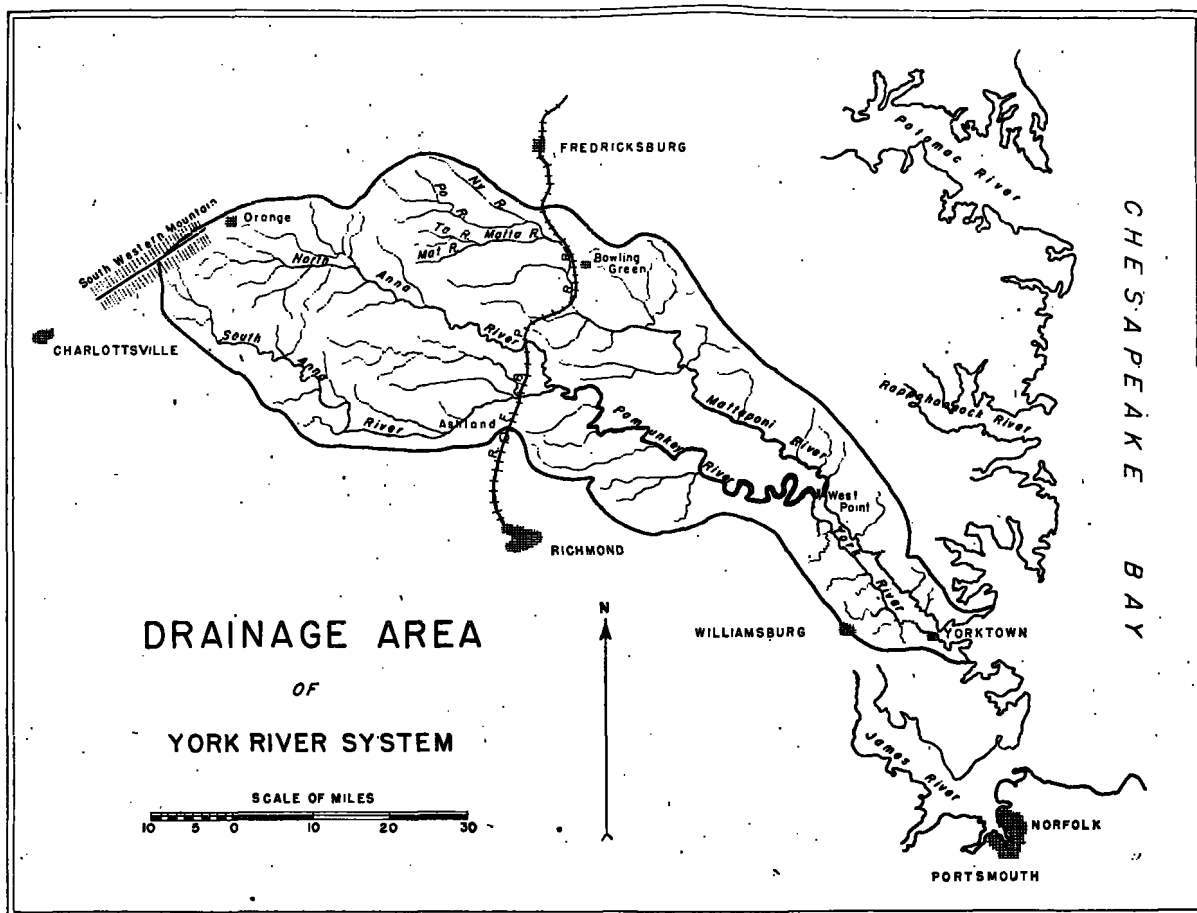 FREDRICKSBURG
Potomac River
CHESAPEAKE BAY
South Western Mountain
Orange
Ny R.
Po R.
Ta R.
Matta R.
Mat R.
North Anna River
Bowling Green
CHARLOTTSVILLE
South Anna River
Ashland
R. F. & P. R. R.
Rappahannock River
Matteponi River
Pamunkey River
West Point
York River
RICHMOND
WILLIAMSBURG
YORKTOWN
N
DRAINAGE AREA
OF
YORK RIVER SYSTEM
SCALE OF MILES
10 5 0 10 20 30
James River
NORFOLK
PORTSMOUTH